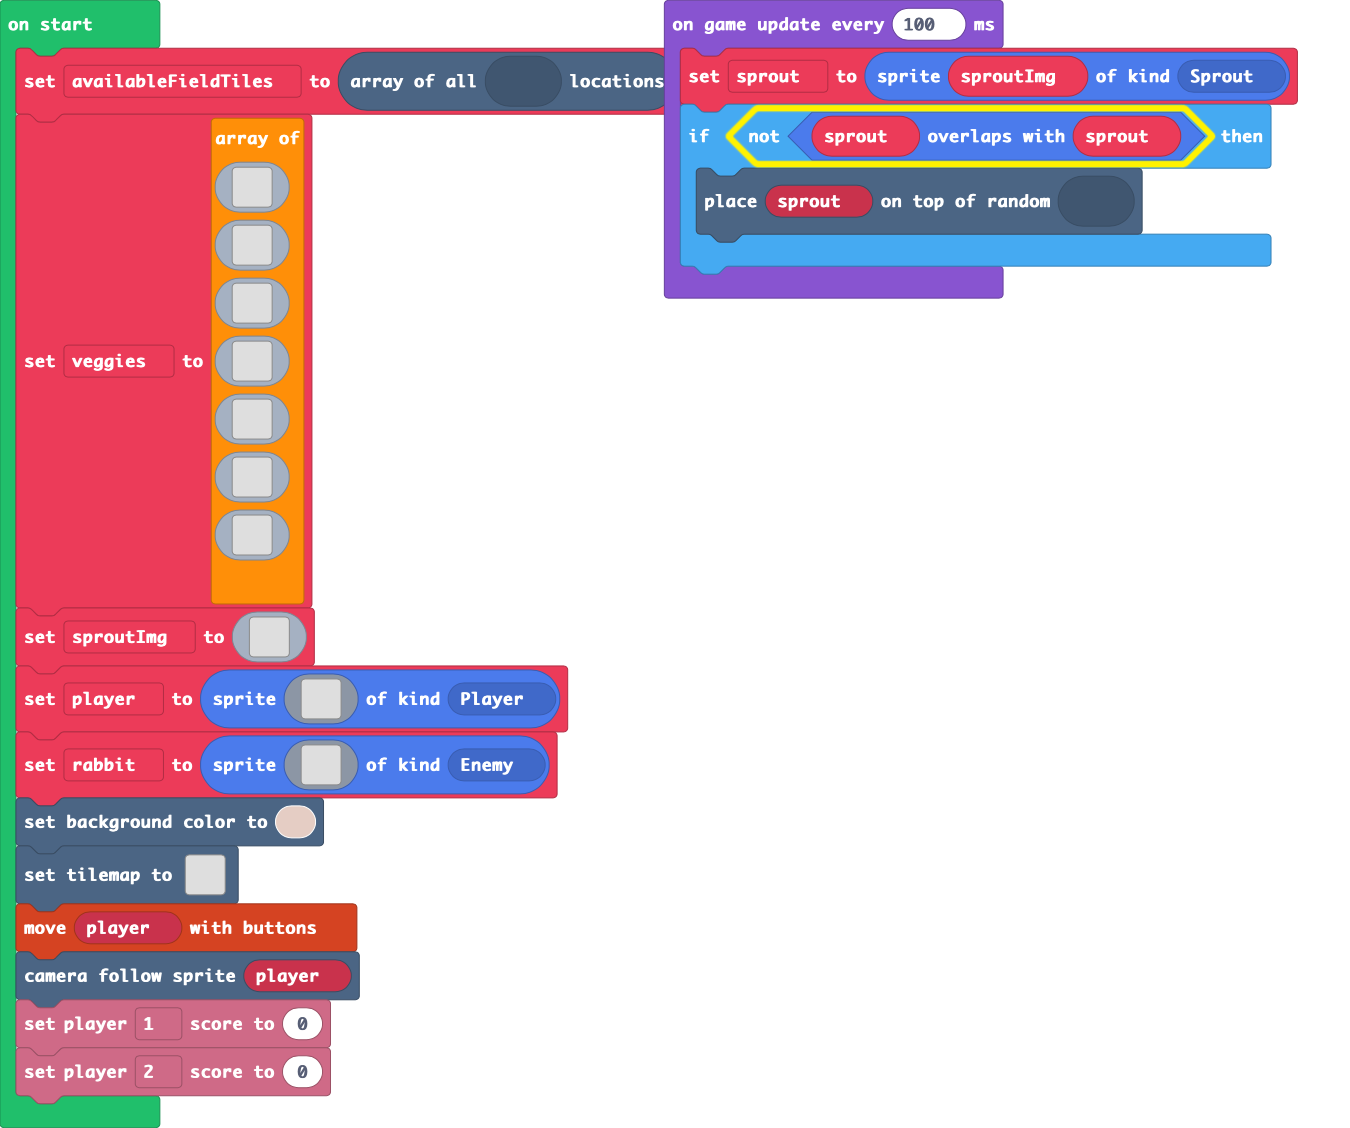 on start
set availableFieldTiles to array of all locations
set veggies to array of
set sproutImg to
set player to sprite of kind Player
set rabbit to sprite of kind Enemy
set background color to
set tilemap to
move player with buttons
camera follow sprite player
set player 1 score to 0
set player 2 score to 0
on game update every 100 ms
set sprout to sprite sproutImg of kind Sprout
if not sprout overlaps with sprout then
place sprout on top of random